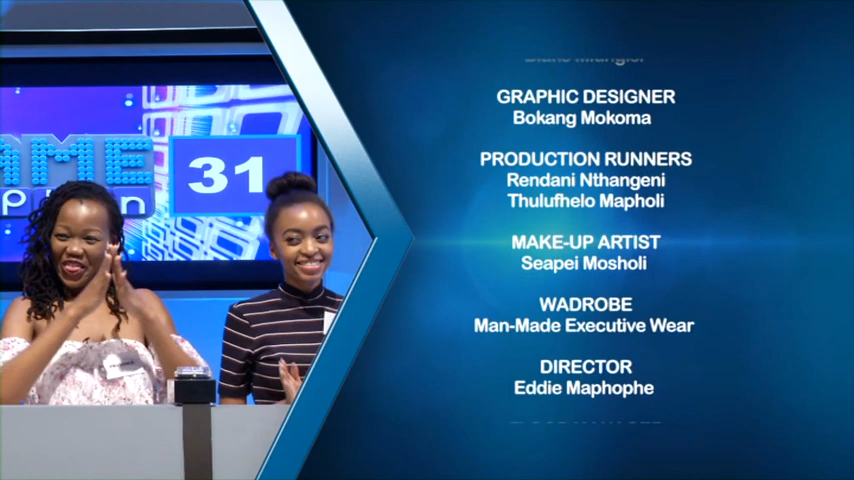 AME
31
GRAPHIC DESIGNER
Bokang Mokoma
PRODUCTION RUNNERS
Rendani Nthangeni
Thulufhelo Mapholi
MAKE-UP ARTIST
Seapei Mosholi
WADROBE
Man-Made Executive Wear
DIRECTOR
Eddie Maphophe